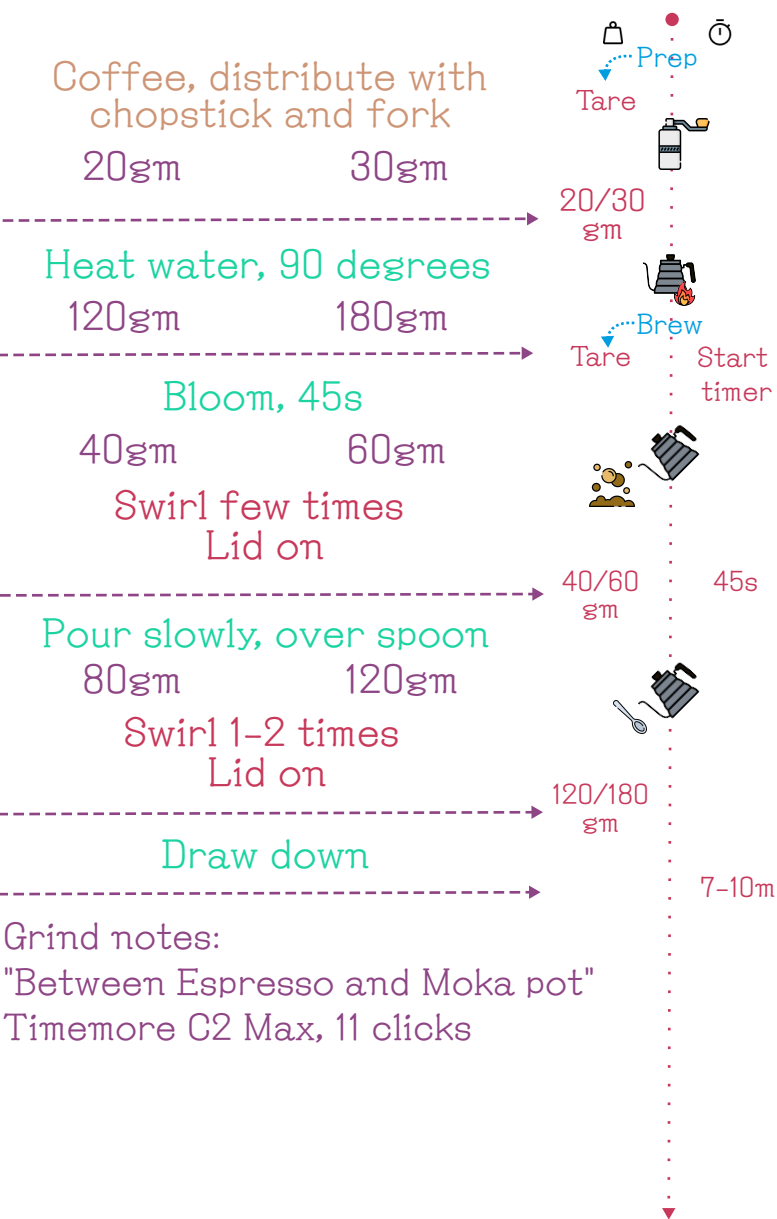 Prep
Coffee, distribute with
chopstick and fork
Tare
20gm 30gm
20/30
gm
Heat water, 90 degrees
120gm 180gm
Brew
Tare Start
timer
Bloom, 45s
40gm 60gm
Swirl few times
Lid on
40/60 45s
gm
Pour slowly, over spoon
80gm 120gm
Swirl 1-2 times
Lid on
120/180
gm
Draw down
7-10m
Grind notes:
"Between Espresso and Moka pot"
Timemore C2 Max, 11 clicks